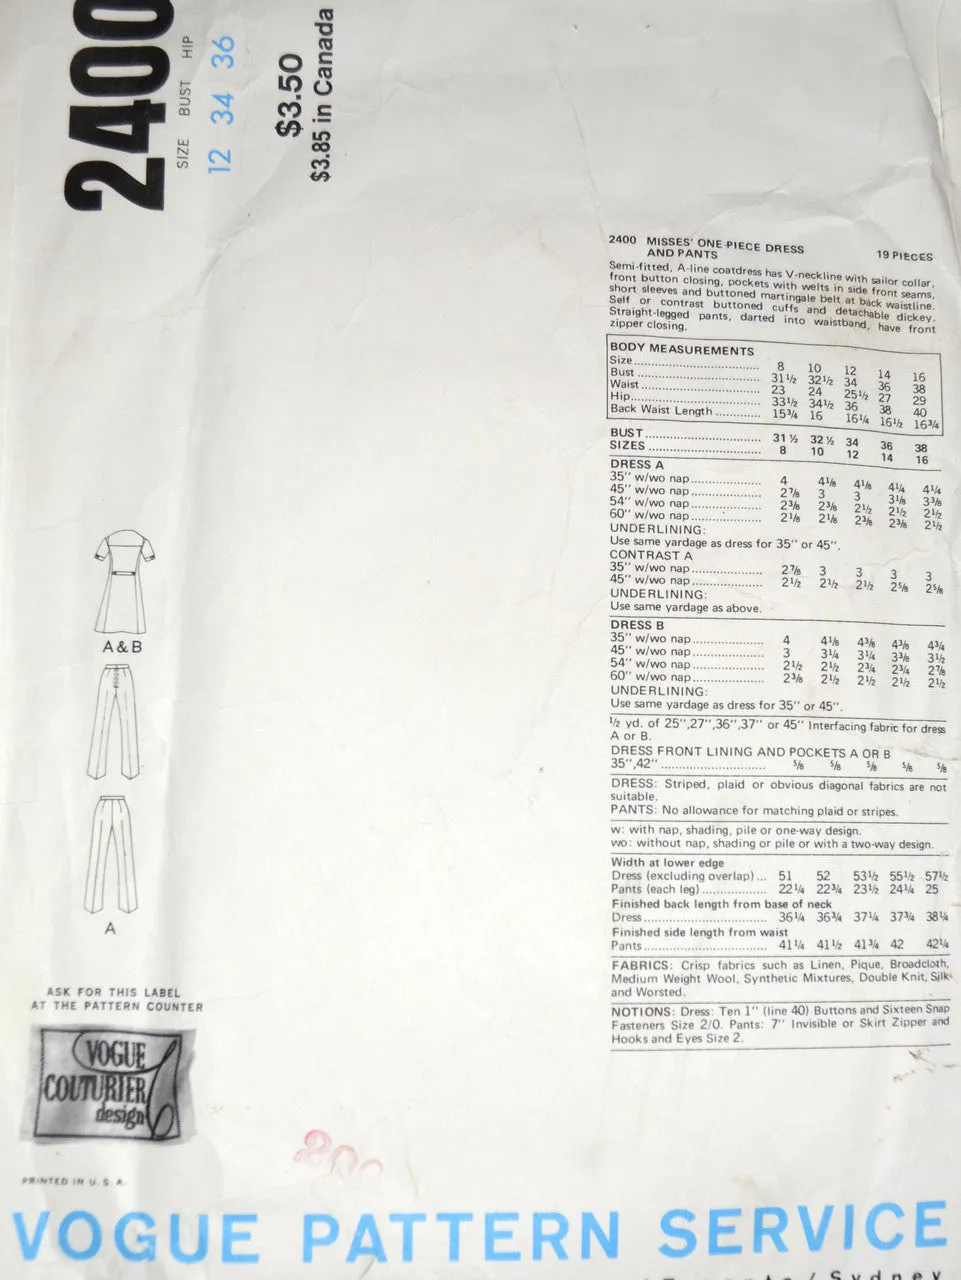 2400
SIZE BUST HIP
12 34 36
$3.50
$3.85 in Canada
2400 MISSES' ONE-PIECE DRESS
AND PANTS 19 PIECES
Semi-fitted, A-line coatdress has V-neckline with sailor collar,
front button closing, pockets with welts in side front seams,
short sleeves and buttoned martingale belt at back waistline.
Self or contrast buttoned cuffs and detachable dickey.
Straight-legged pants, darted into waistband, have front
zipper closing.
BODY MEASUREMENTS
Size 8 10 12 14 16
Bust 31½ 32½ 34 36 38
Waist 23 24 25½ 27 29
Hip 33½ 34½ 36 38 40
Back Waist Length 15¾ 16 16¼ 16½ 16¾
BUST 31½ 32½ 34 36 38
SIZES 8 10 12 14 16
DRESS A
35" w/wo nap 4 4⅛ 4⅛ 4¼ 4¼
45" w/wo nap 2⅞ 3 3 3⅛ 3⅜
54" w/wo nap 2⅜ 2⅜ 2½ 2½ 2½
60" w/wo nap 2⅛ 2⅛ 2⅜ 2⅜ 2½
UNDERLINING:
Use same yardage as dress for 35" or 45".
CONTRAST A
35" w/wo nap 2⅞ 3 3 3 3
45" w/wo nap 2½ 2½ 2½ 2⅝ 2⅝
UNDERLINING:
Use same yardage as above.
DRESS B
35" w/wo nap 4 4⅛ 4⅜ 4⅜ 4¾
45" w/wo nap 3 3¼ 3¼ 3⅜ 3½
54" w/wo nap 2½ 2½ 2¾ 2¾ 2⅞
60" w/wo nap 2⅜ 2½ 2½ 2½ 2½
UNDERLINING:
Use same yardage as dress for 35" or 45".
½ yd. of 25",27",36",37" or 45" Interfacing fabric for dress
A or B.
DRESS FRONT LINING AND POCKETS A OR B
35",42" ⅝ ⅝ ⅝ ⅝ ⅝
DRESS: Striped, plaid or obvious diagonal fabrics are not
suitable.
PANTS: No allowance for matching plaid or stripes.
w: with nap, shading, pile or one-way design.
wo: without nap, shading or pile or with a two-way design.
Width at lower edge
Dress (excluding overlap) 51 52 53½ 55½ 57½
Pants (each leg) 22¼ 22¾ 23½ 24¼ 25
Finished back length from base of neck
Dress 36¼ 36¾ 37¼ 37¾ 38¼
Finished side length from waist
Pants 41¼ 41½ 41¾ 42 42¼
FABRICS: Crisp fabrics such as Linen, Pique, Broadcloth,
Medium Weight Wool, Synthetic Mixtures, Double Knit, Silk
and Worsted.
NOTIONS: Dress: Ten 1" (line 40) Buttons and Sixteen Snap
Fasteners Size 2/0. Pants: 7" Invisible or Skirt Zipper and
Hooks and Eyes Size 2.
A & B
A
ASK FOR THIS LABEL
AT THE PATTERN COUNTER
VOGUE
COUTURIER
design
PRINTED IN U.S.A.
200
VOGUE PATTERN SERVICE
/ Sydney